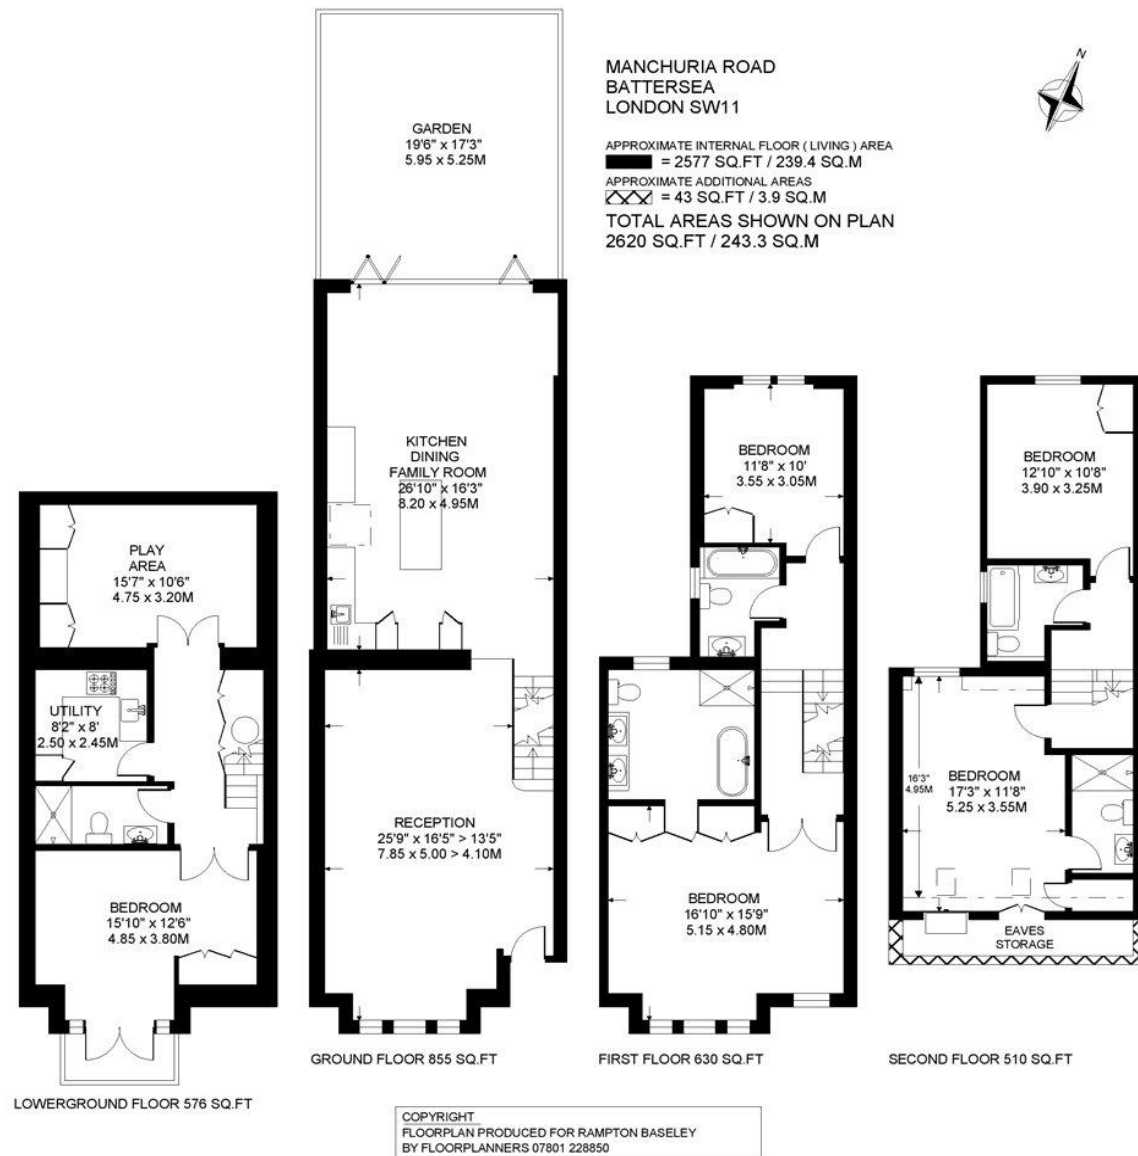 MANCHURIA ROAD
BATTERSEA
LONDON SW11
N
APPROXIMATE INTERNAL FLOOR ( LIVING ) AREA
= 2577 SQ.FT / 239.4 SQ.M
APPROXIMATE ADDITIONAL AREAS
= 43 SQ.FT / 3.9 SQ.M
TOTAL AREAS SHOWN ON PLAN
2620 SQ.FT / 243.3 SQ.M
GARDEN
19'6" x 17'3"
5.95 x 5.25M
KITCHEN
DINING
FAMILY ROOM
26'10" x 16'3"
8.20 x 4.95M
BEDROOM
11'8" x 10'
3.55 x 3.05M
BEDROOM
12'10" x 10'8"
3.90 x 3.25M
PLAY
AREA
15'7" x 10'6"
4.75 x 3.20M
UTILITY
8'2" x 8'
2.50 x 2.45M
RECEPTION
25'9" x 16'5" > 13'5"
7.85 x 5.00 > 4.10M
16'3"
4.95M
BEDROOM
17'3" x 11'8"
5.25 x 3.55M
BEDROOM
15'10" x 12'6"
4.85 x 3.80M
BEDROOM
16'10" x 15'9"
5.15 x 4.80M
EAVES
STORAGE
GROUND FLOOR 855 SQ.FT
FIRST FLOOR 630 SQ.FT
SECOND FLOOR 510 SQ.FT
LOWERGROUND FLOOR 576 SQ.FT
COPYRIGHT
FLOORPLAN PRODUCED FOR RAMPTON BASELEY
BY FLOORPLANNERS 07801 228850